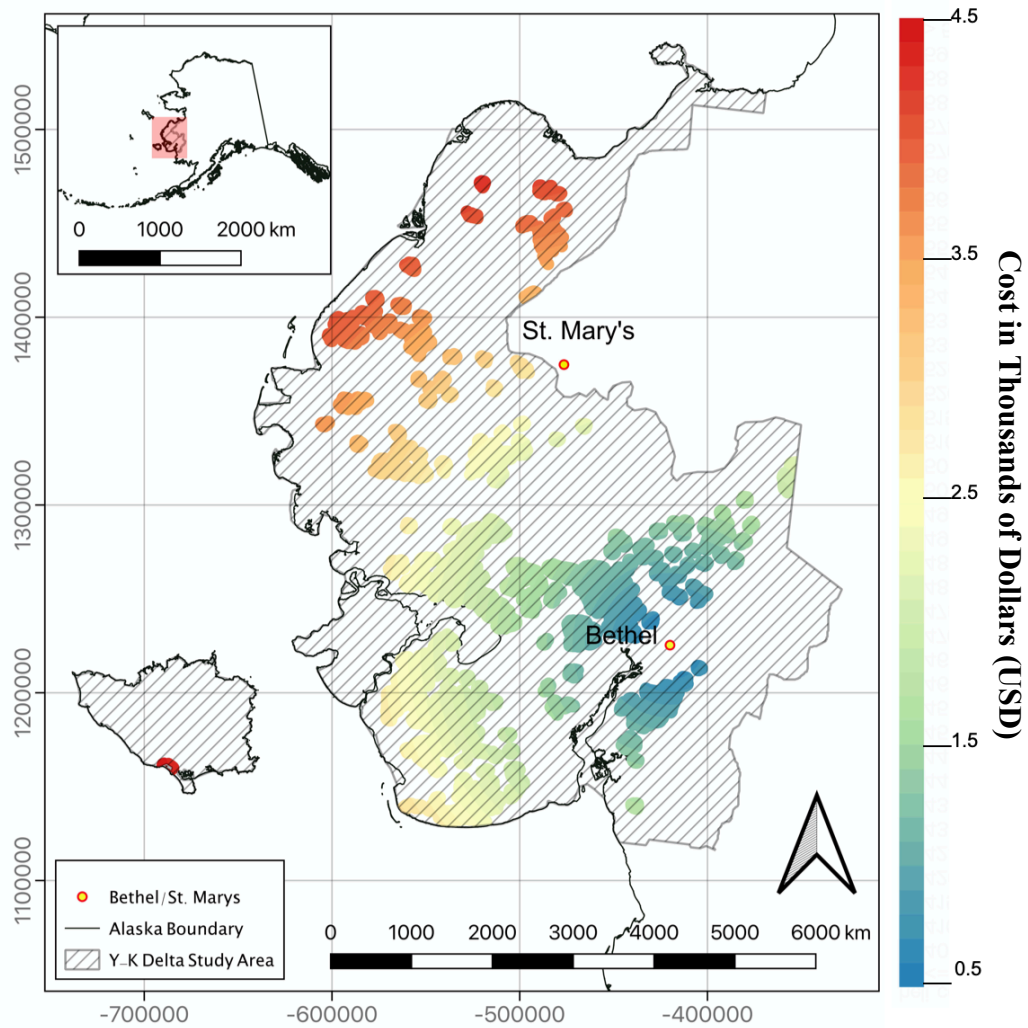 0 1000 2000 km
1500000
1400000
1300000
1200000
1100000
St. Mary's
Bethel
Bethel/St. Marys
Alaska Boundary
Y-K Delta Study Area
0 1000 2000 3000 4000 5000 6000 km
-700000 -600000 -500000 -400000
4.5
3.5
2.5
1.5
0.5
Cost in Thousands of Dollars (USD)